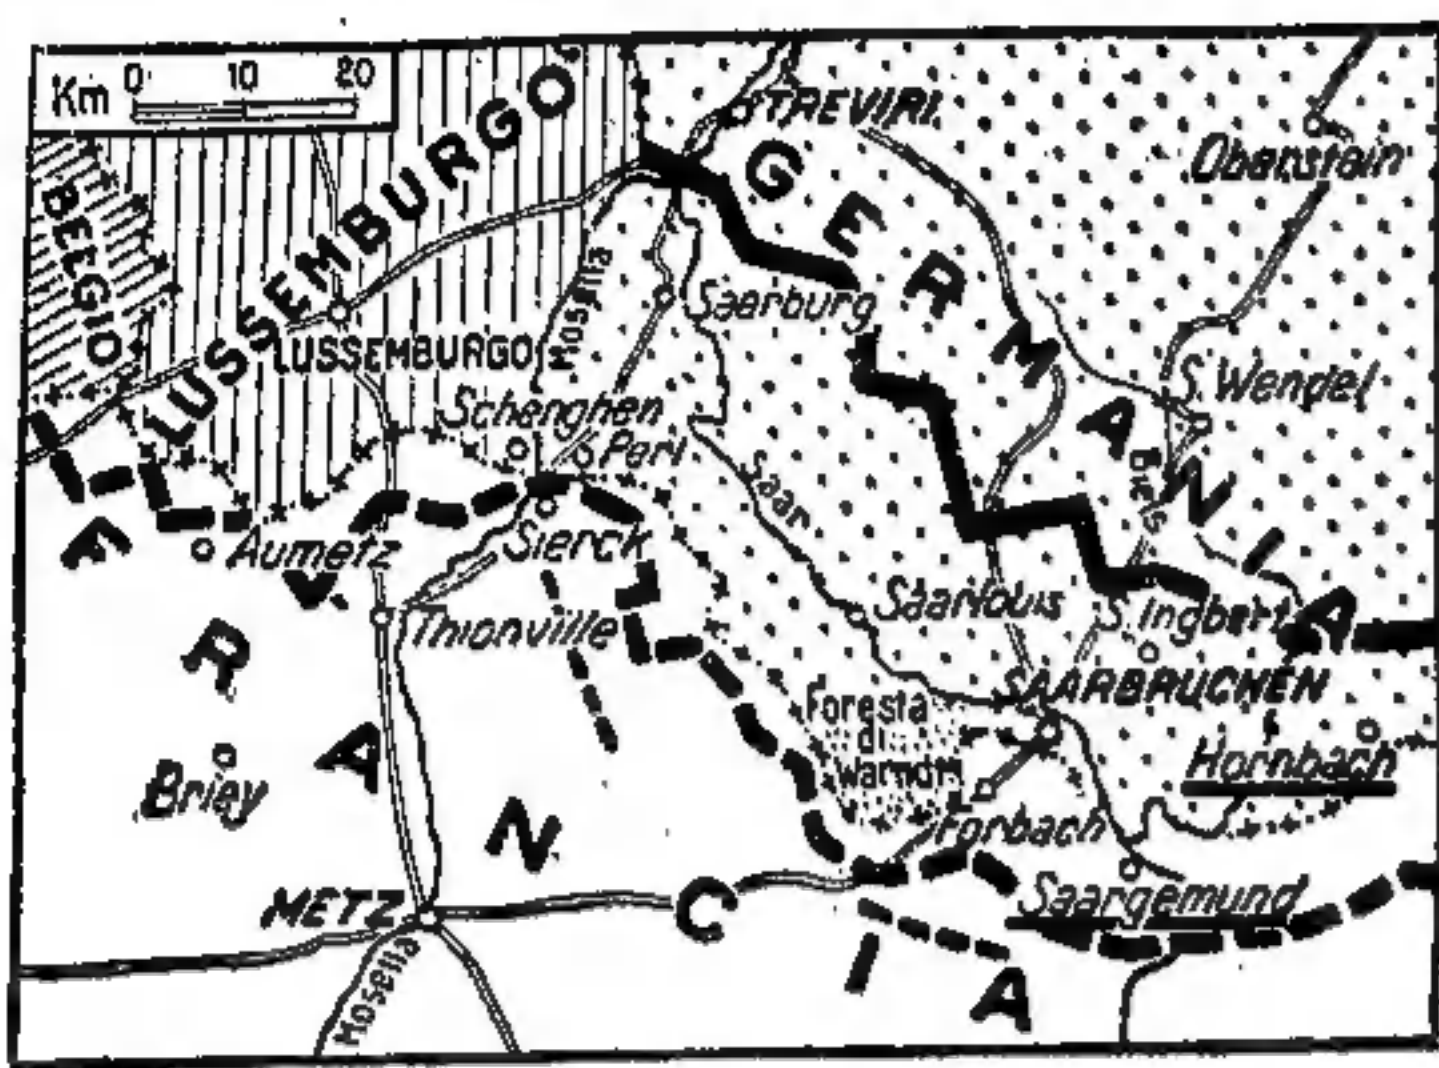 Km 0 10 20
LUSSEMBURGO
BELGIO
TREVIRI
GERMANIA
Oberstein
Mosella
Saarburg
LUSSEMBURGO
S. Wendel
Schenghen
Perl
Saar
Blies
Aumetz
Sierck
Saarlouis
S. Ingbert
Thionville
FRANCIA
SAARBRUCHEN
Foresta
di
Warndt
Hornbach
Briey
Forbach
METZ
Saargemund
Mosella